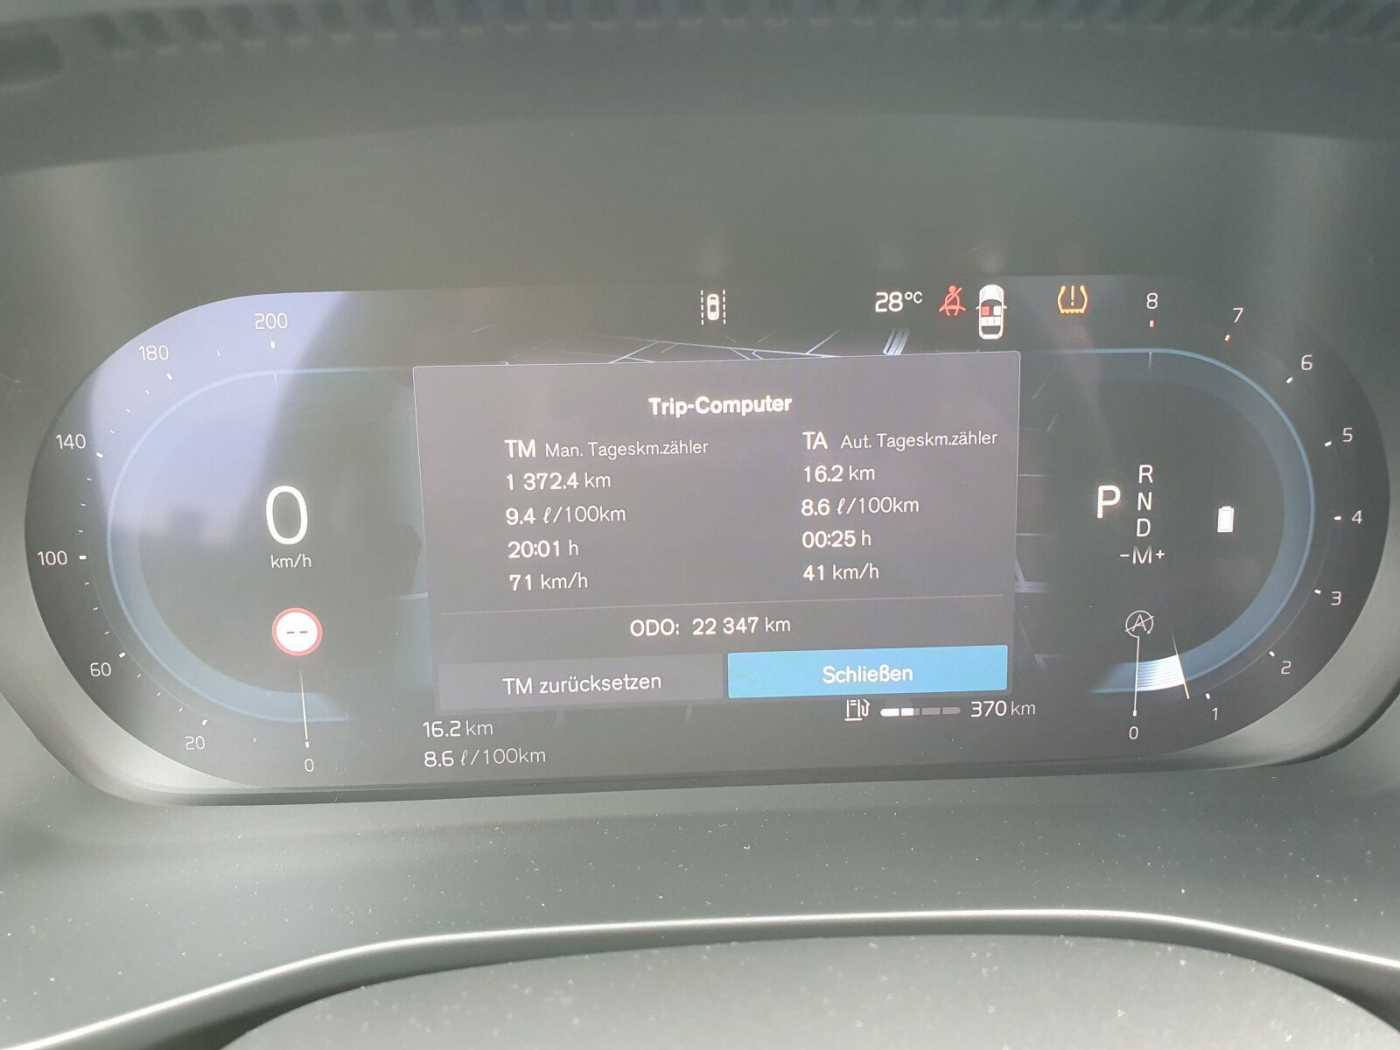 28°C
Trip-Computer
TM Man. Tageskm.zähler
1 372.4 km
9.4 ℓ/100km
20:01 h
71 km/h
TA Aut. Tageskm.zähler
16.2 km
8.6 ℓ/100km
00:25 h
41 km/h
ODO: 22 347 km
TM zurücksetzen
Schließen
200
180
140
100
60
20
0
0
km/h
--
16.2 km
8.6 ℓ/100km
370 km
8
7
6
5
4
3
2
1
0
P
R
N
D
-M+
A